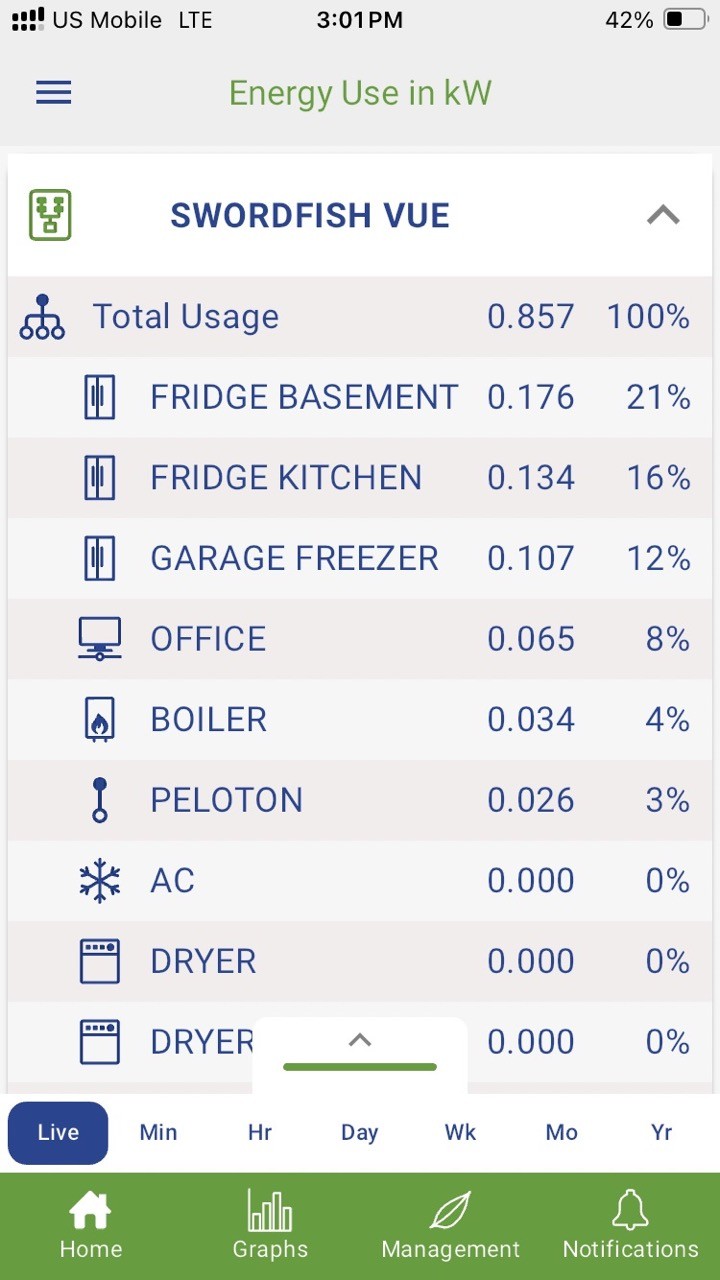 US Mobile LTE 3:01 PM 42%
Energy Use in kW
SWORDFISH VUE
Total Usage 0.857 100%
FRIDGE BASEMENT 0.176 21%
FRIDGE KITCHEN 0.134 16%
GARAGE FREEZER 0.107 12%
OFFICE 0.065 8%
BOILER 0.034 4%
PELOTON 0.026 3%
AC 0.000 0%
DRYER 0.000 0%
DRYER 0.000 0%
Live Min Hr Day Wk Mo Yr
Home Graphs Management Notifications